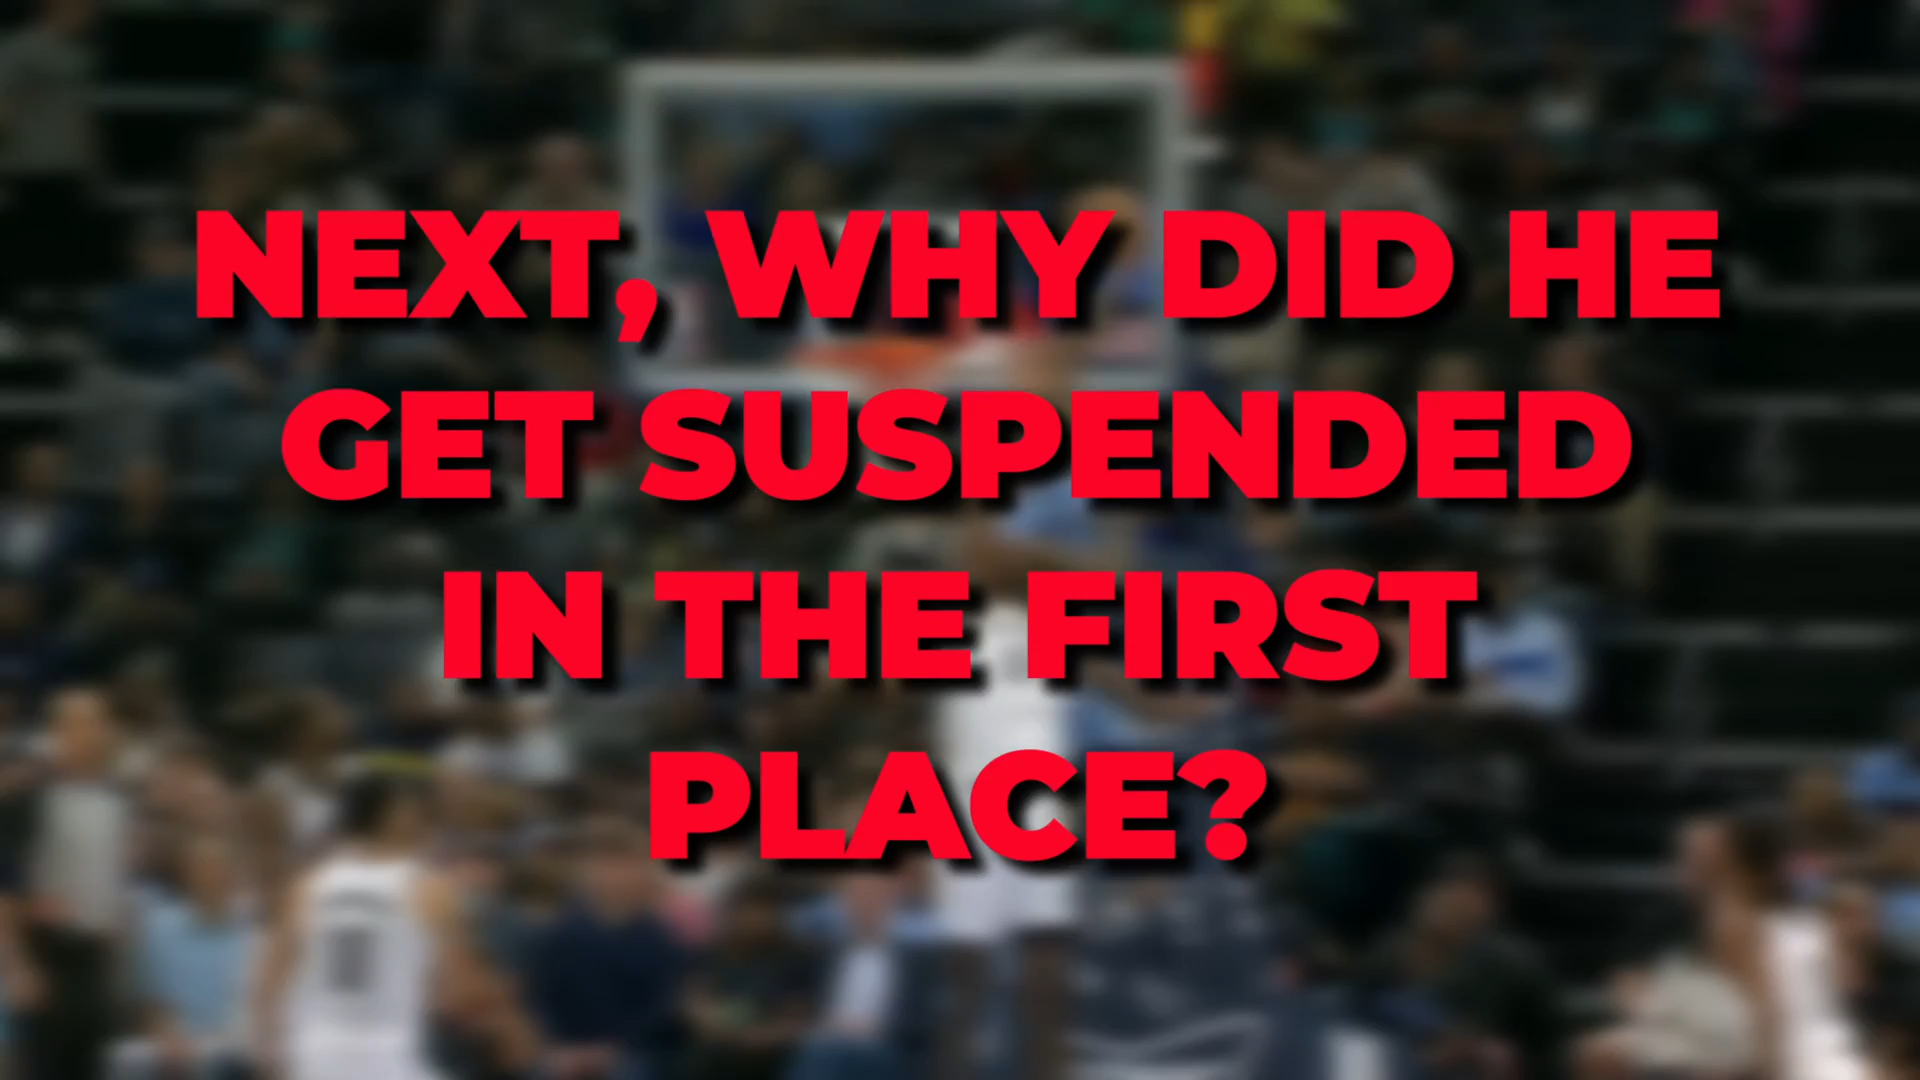 NEXT, WHY DID HE
GET SUSPENDED
IN THE FIRST
PLACE?